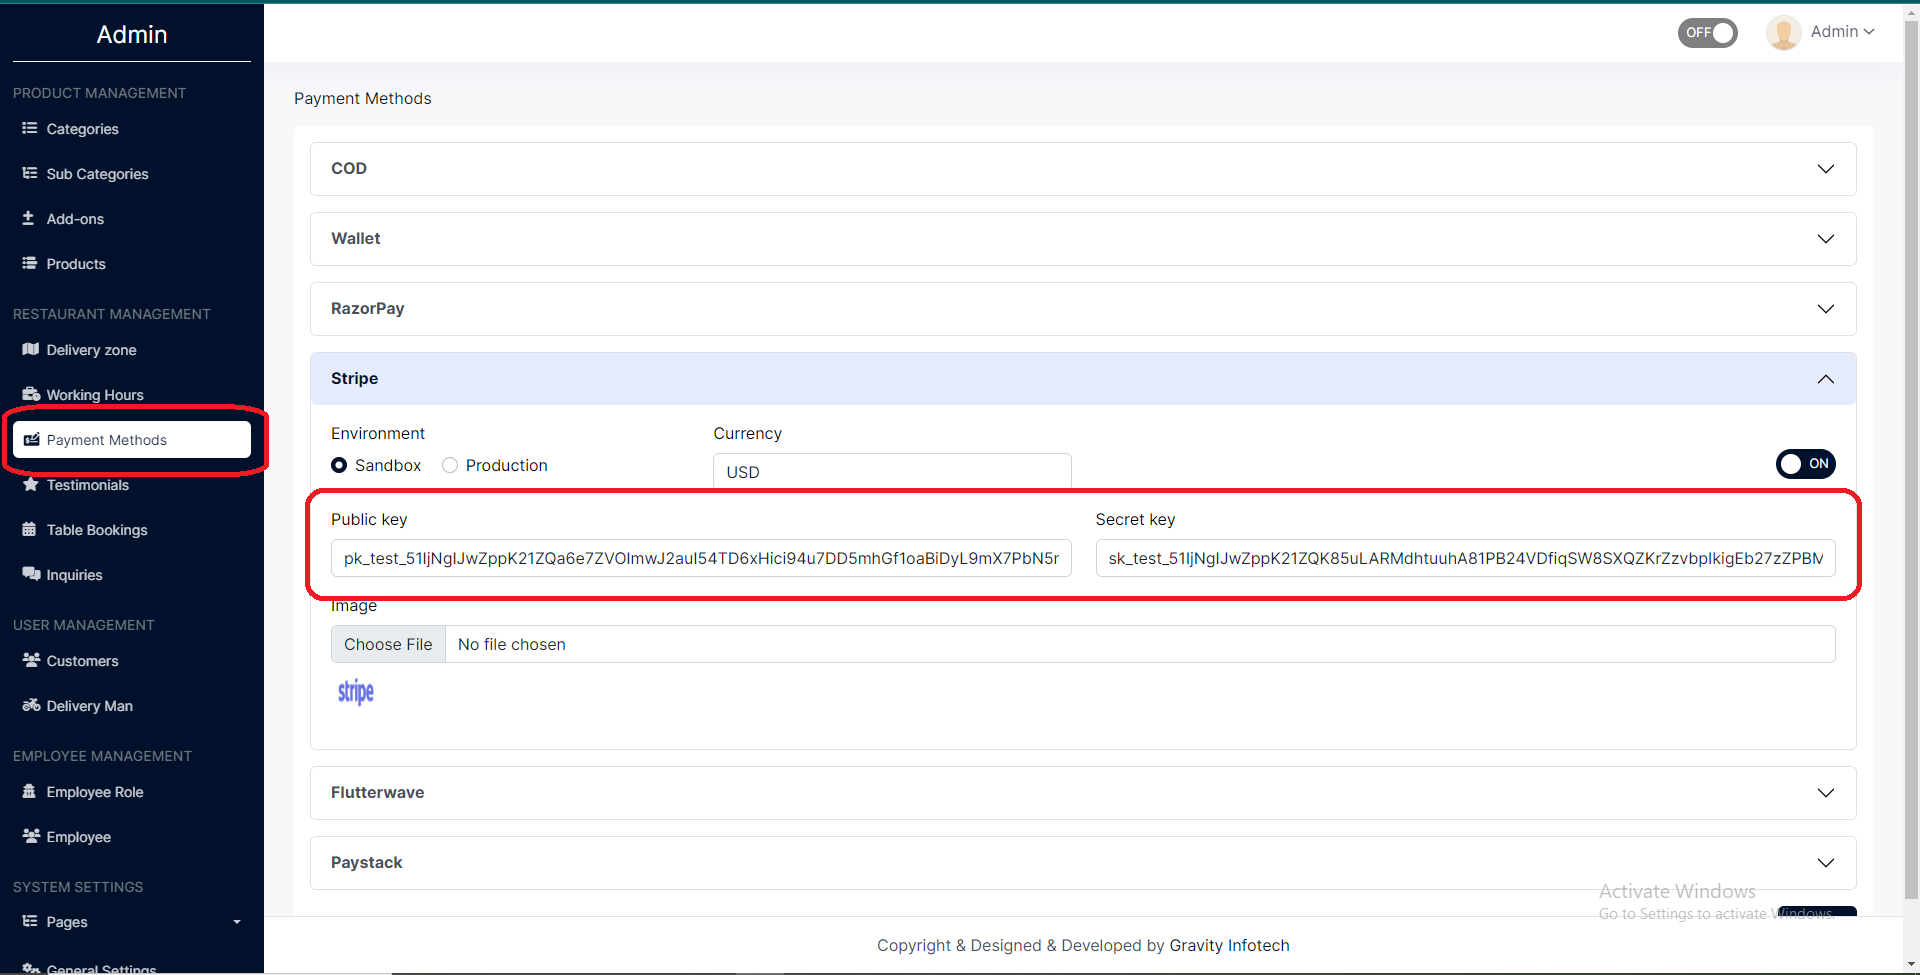 Admin
OFF
Admin
PRODUCT MANAGEMENT
Categories
Sub Categories
Add-ons
Products
RESTAURANT MANAGEMENT
Delivery zone
Working Hours
Payment Methods
Testimonials
Table Bookings
Inquiries
USER MANAGEMENT
Customers
Delivery Man
EMPLOYEE MANAGEMENT
Employee Role
Employee
SYSTEM SETTINGS
Pages
General Settings
Payment Methods
COD
Wallet
RazorPay
Stripe
Environment
Currency
Sandbox Production
USD
ON
Public key
Secret key
Image
Choose File No file chosen
stripe
Flutterwave
Paystack
Activate Windows
Go to Settings to activate Windows.
Copyright & Designed & Developed by Gravity Infotech